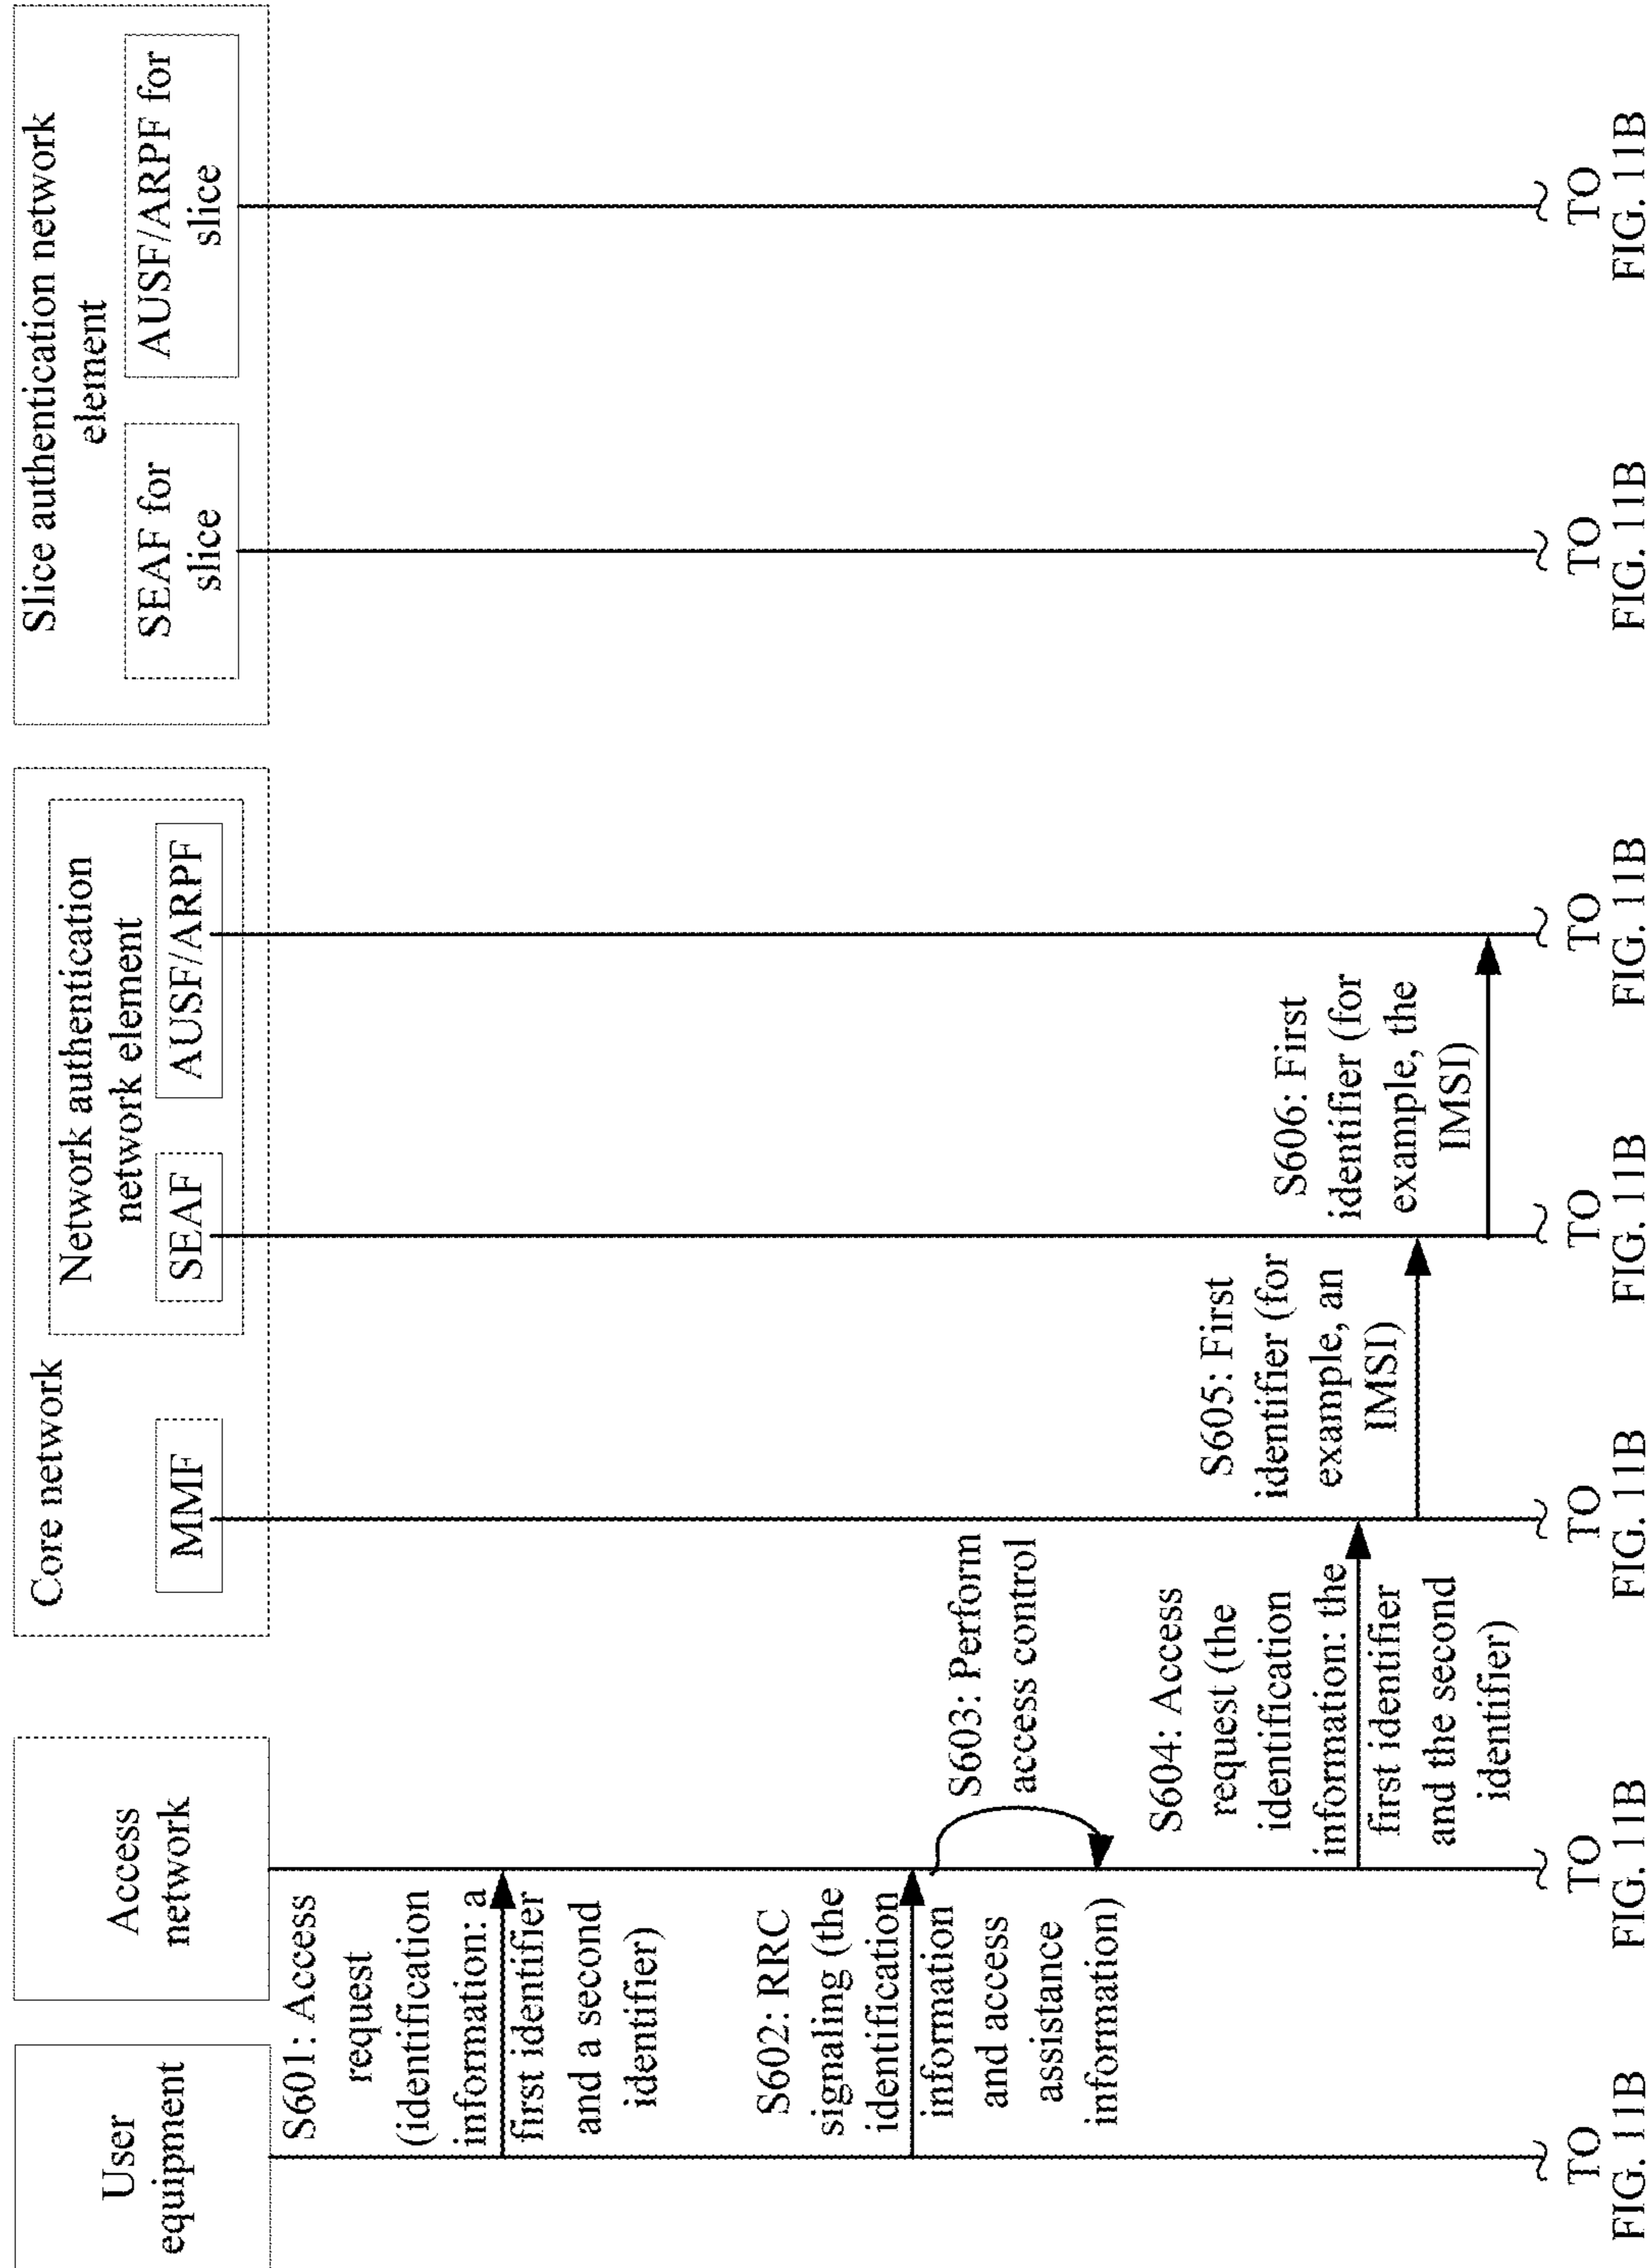 User
equipment
Access
network
Core network
MMF
Network authentication
network element
SEAF
AUSF/ARPF
Slice authentication network
element
SEAF for
slice
AUSF/ARPF for
slice
S601: Access
request
(identification
information: a
first identifier
and a second
identifier)
S602: RRC
signaling (the
identification
information
and access
assistance
information)
S603: Perform
access control
S604: Access
request (the
identification
information: the
first identifier
and the second
identifier)
S605: First
identifier (for
example, an
IMSI)
S606: First
identifier (for
example, the
IMSI)
TO
FIG. 11B
TO
FIG. 11B
TO
FIG. 11B
TO
FIG. 11B
TO
FIG. 11B
TO
FIG. 11B
TO
FIG. 11B